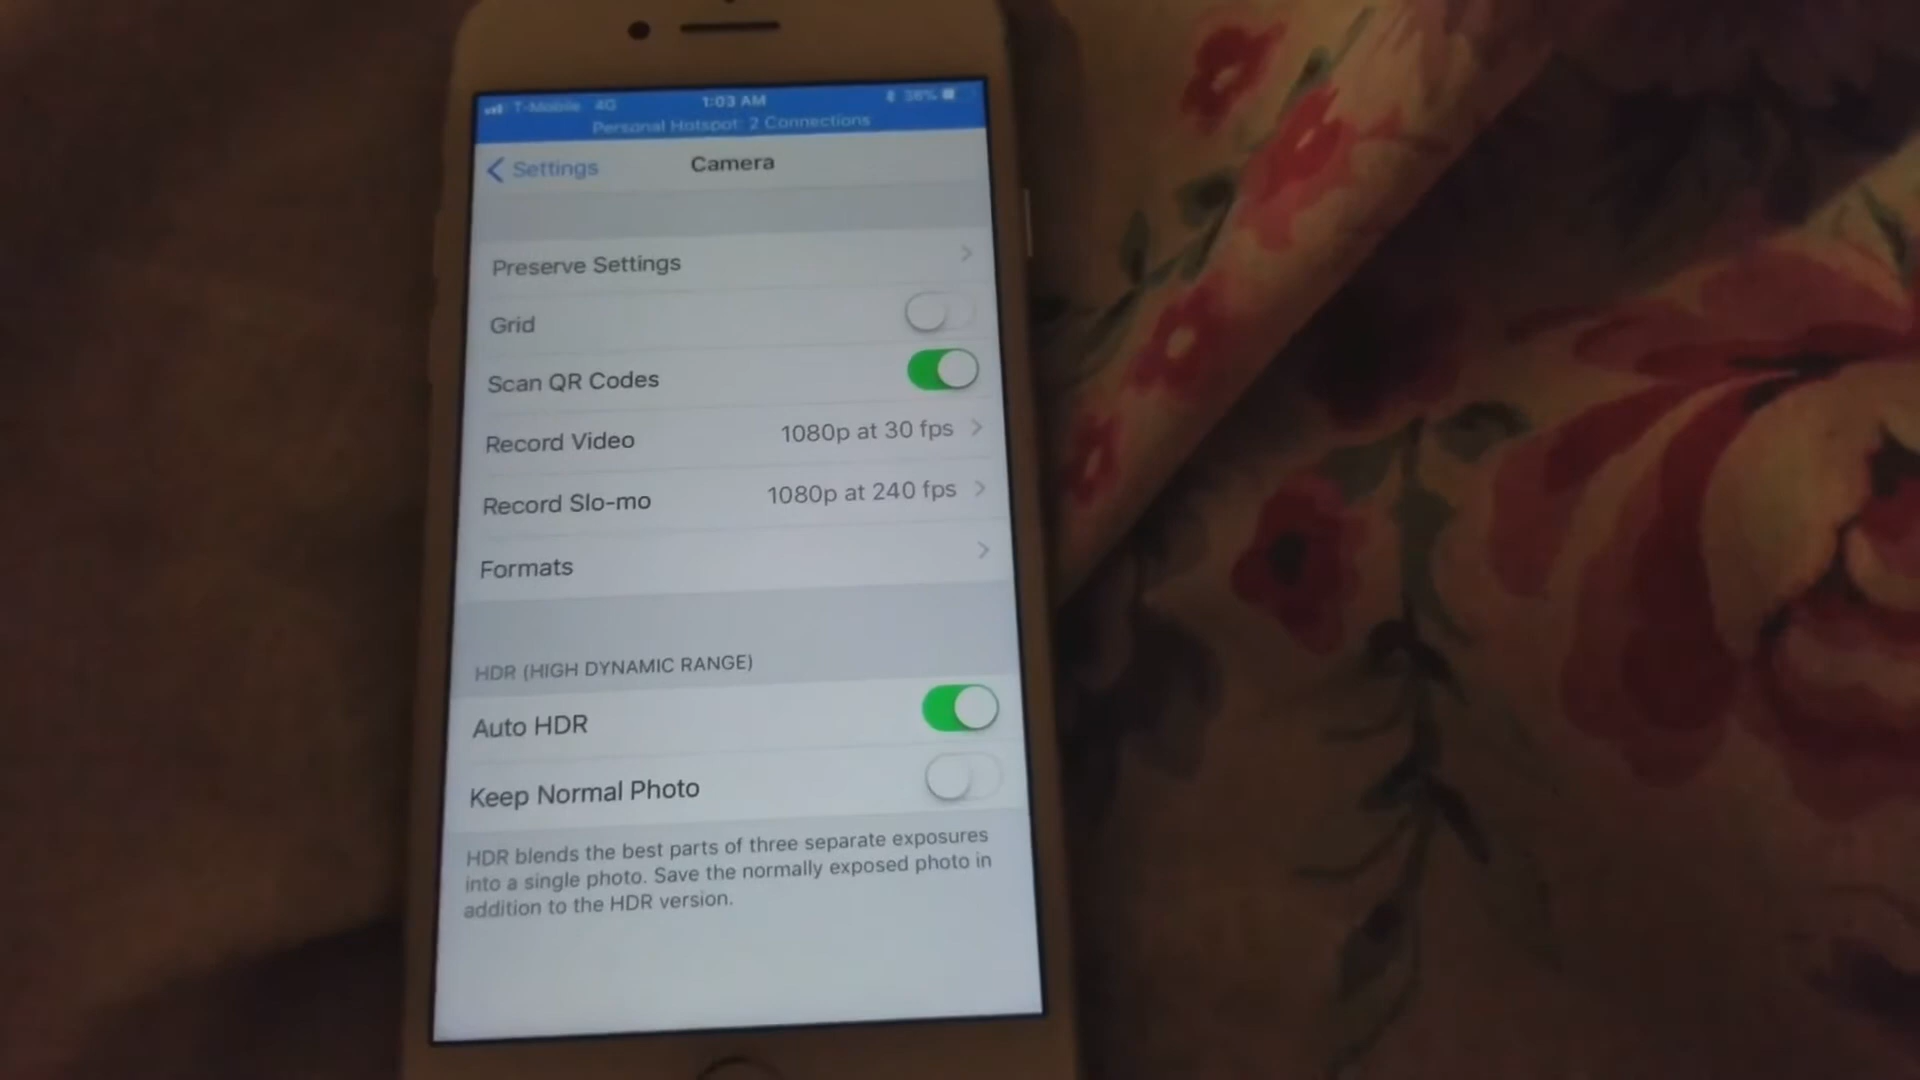 T-Mobile 4G 1:03 AM 36%
Personal Hotspot: 2 Connections
Settings Camera
Preserve Settings
Grid
Scan QR Codes
Record Video 1080p at 30 fps
Record Slo-mo 1080p at 240 fps
Formats
HDR (HIGH DYNAMIC RANGE)
Auto HDR
Keep Normal Photo
HDR blends the best parts of three separate exposures
into a single photo. Save the normally exposed photo in
addition to the HDR version.